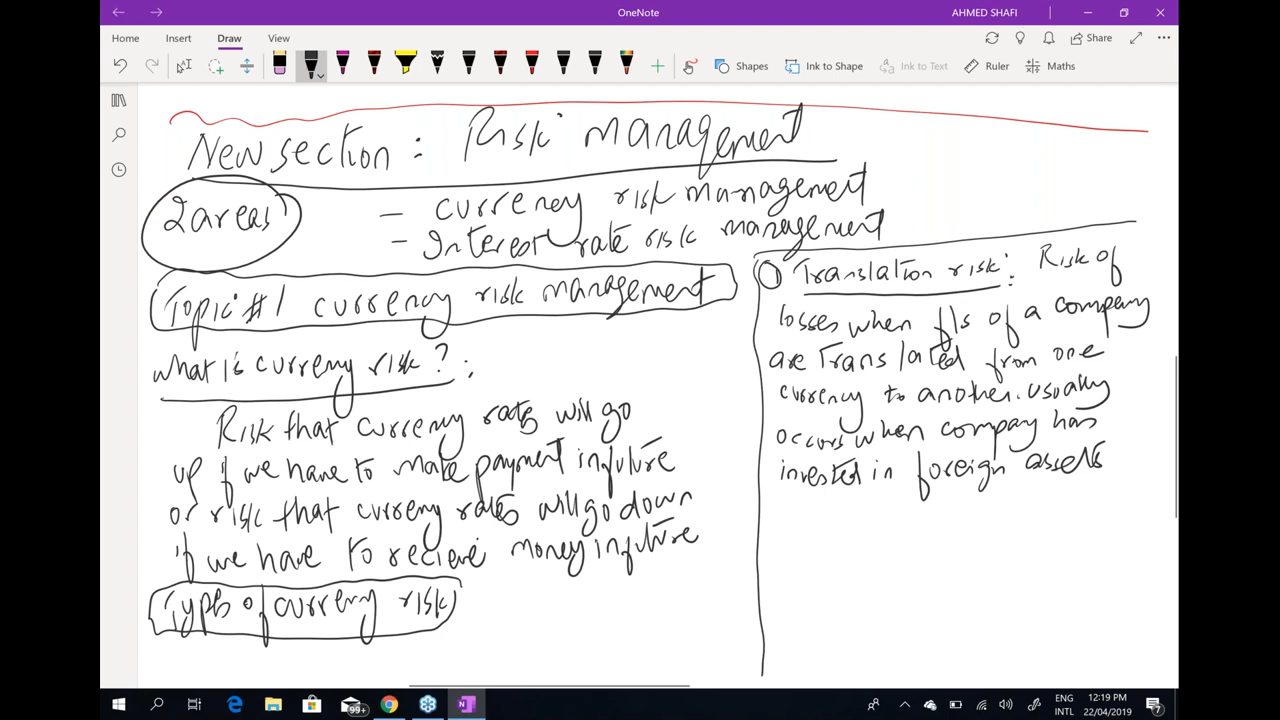 OneNote
AHMED SHAFI
Home Insert Draw View
Share
Shapes Ink to Shape Ink to Text Ruler Maths
New section : Risk management
2 areas
- currency risk management
- Interest rate risk management
Topic #1 currency risk management
what is currency risk? :
Risk that currency rates will go
up if we have to make payment in future
or risk that currency rates will go down
if we have to recieve money in future
Types of currency risk
① Translation risk : Risk of
losses when f/s of a company
are translated from one
currency to another. usually
occurs when company has
invested in foreign assets
99+
ENG
INTL
12:19 PM
22/04/2019
7